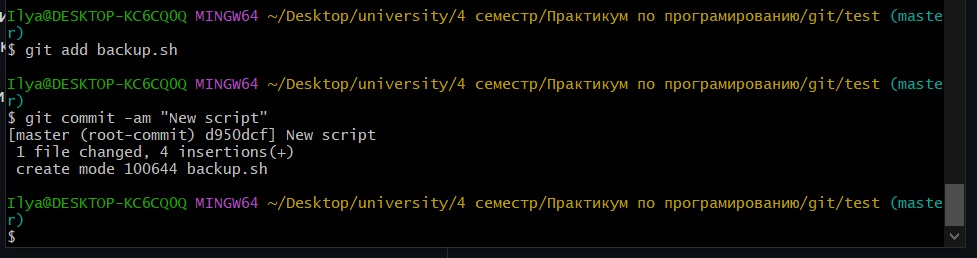 Ilya@DESKTOP-KC6CQ0Q MINGW64 ~/Desktop/university/4 семестр/Практикум по програмированию/git/test (maste
r)
$ git add backup.sh
Ilya@DESKTOP-KC6CQ0Q MINGW64 ~/Desktop/university/4 семестр/Практикум по програмированию/git/test (maste
r)
$ git commit -am "New script"
[master (root-commit) d950dcf] New script
 1 file changed, 4 insertions(+)
 create mode 100644 backup.sh
Ilya@DESKTOP-KC6CQ0Q MINGW64 ~/Desktop/university/4 семестр/Практикум по програмированию/git/test (maste
r)
$